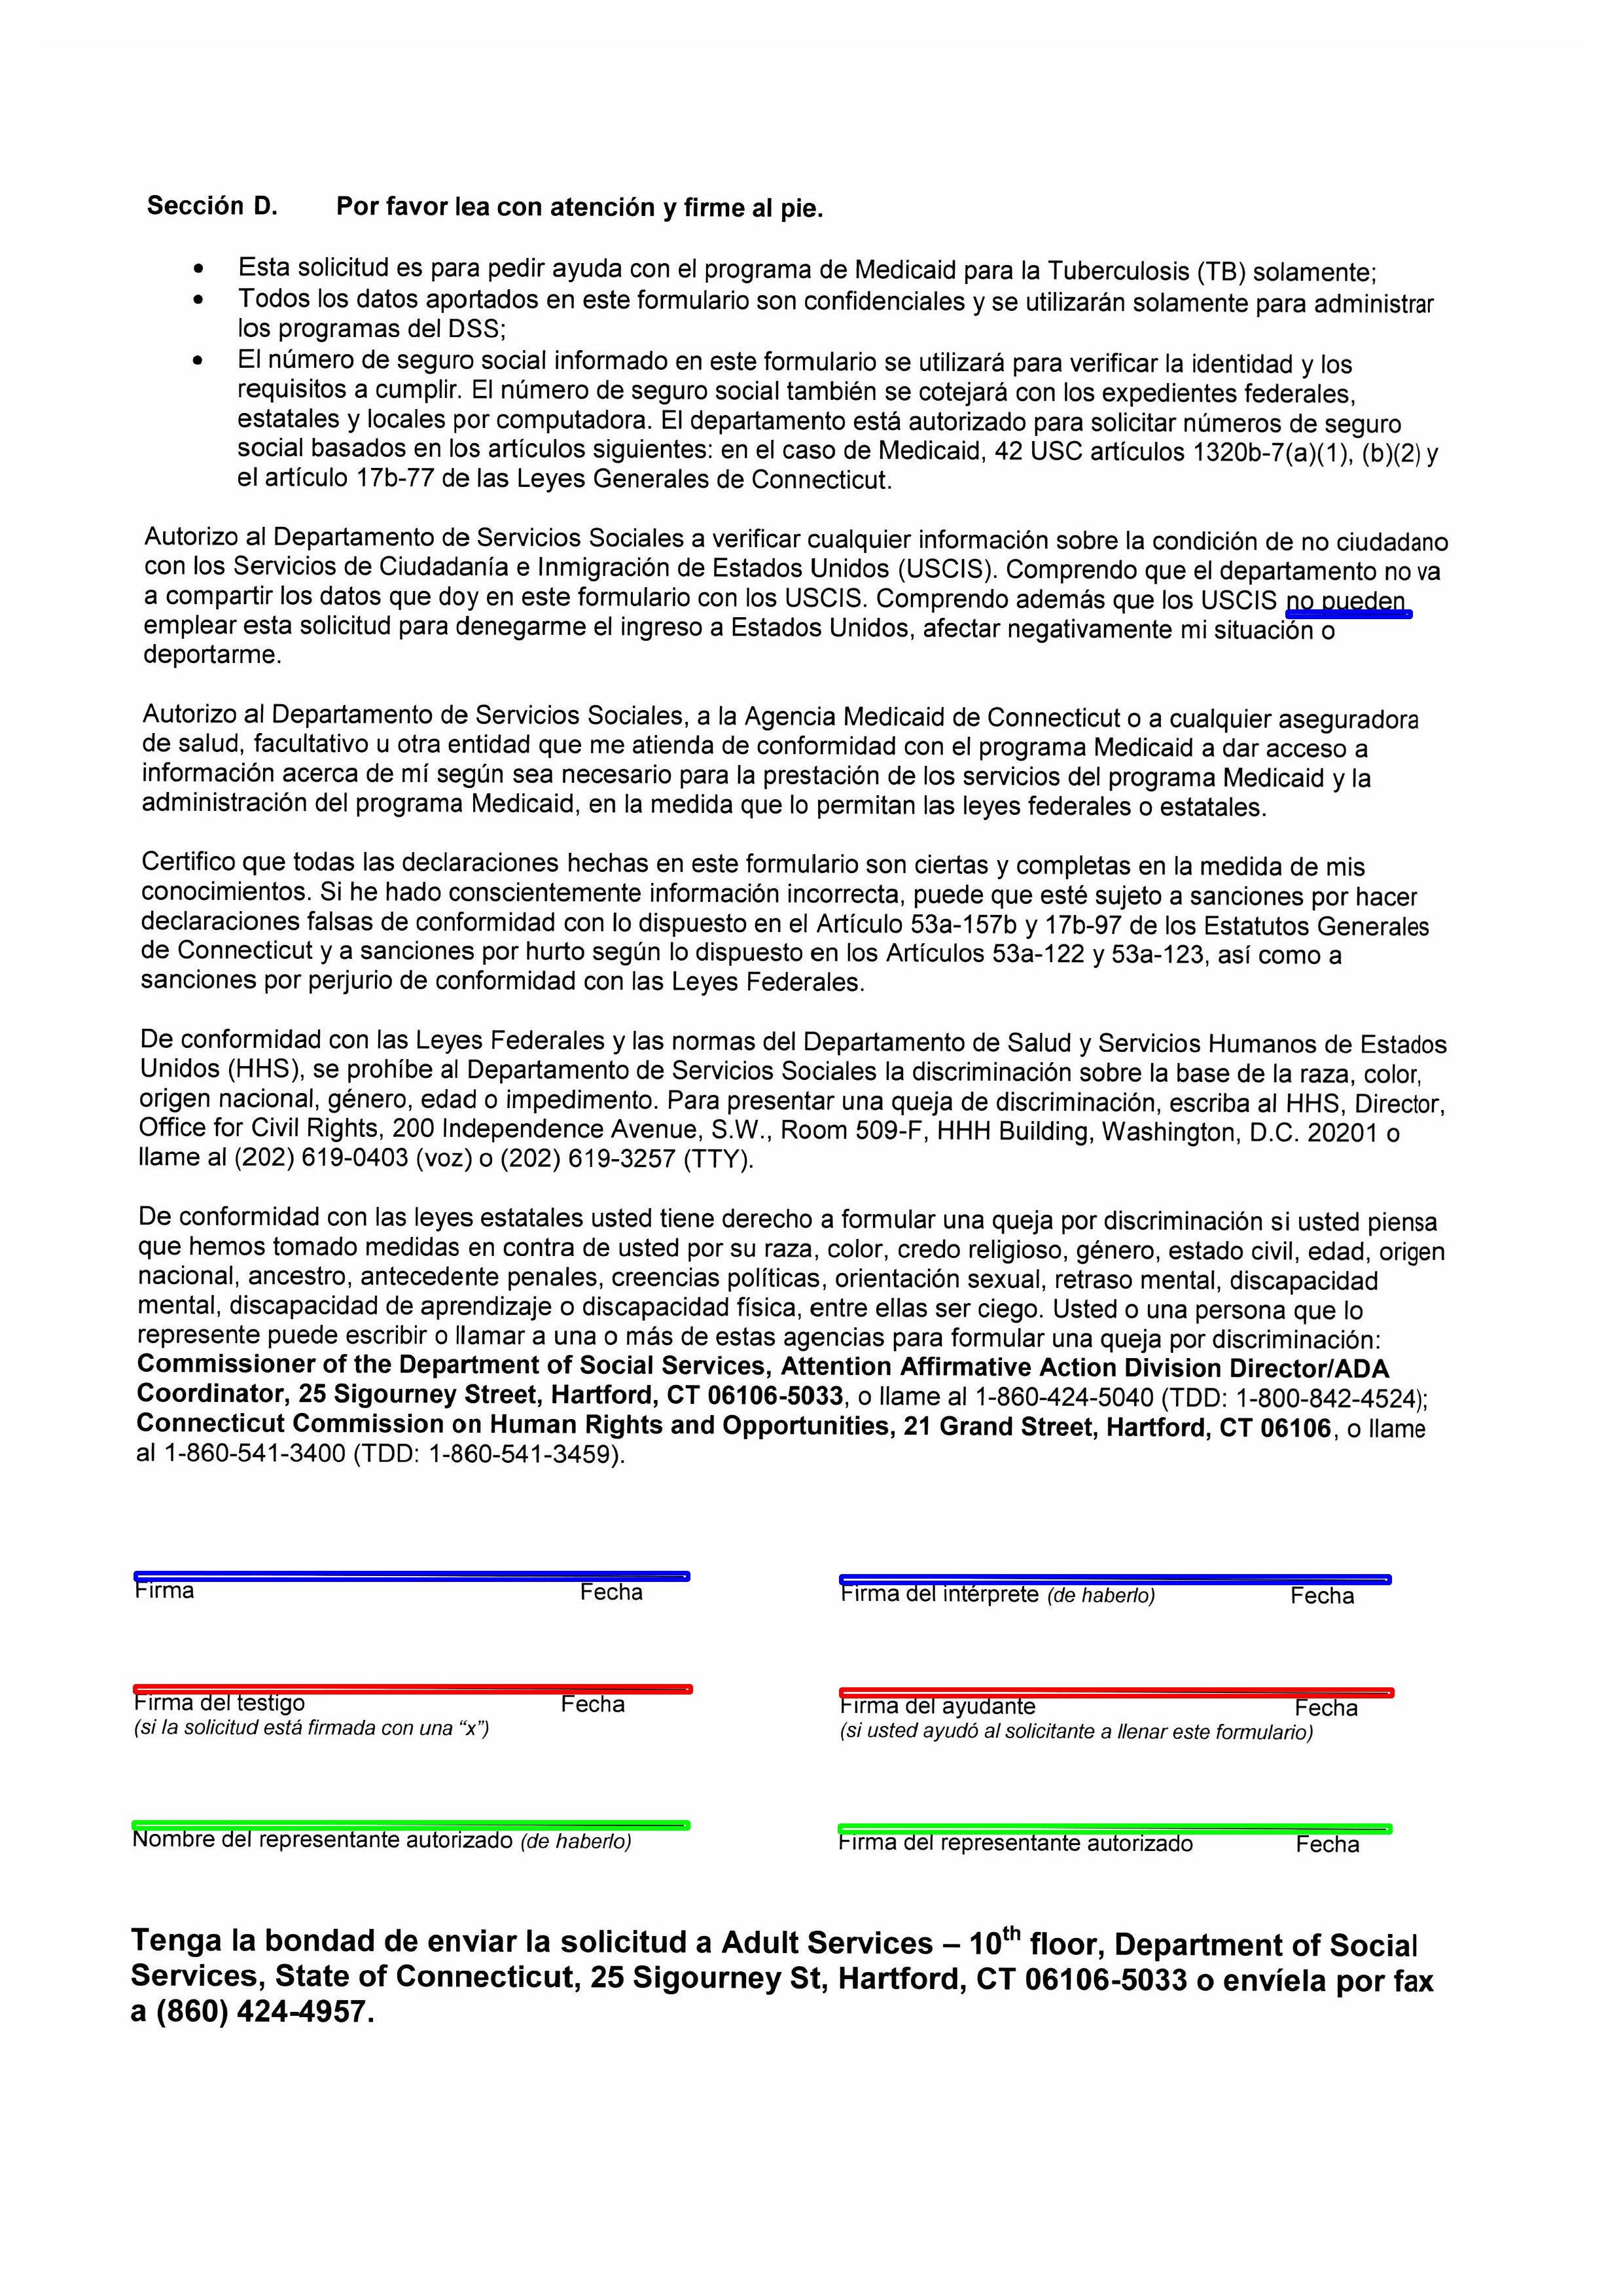 Sección D. Por favor lea con atención y firme al pie.
• Esta solicitud es para pedir ayuda con el programa de Medicaid para la Tuberculosis (TB) solamente;
• Todos los datos aportados en este formulario son confidenciales y se utilizarán solamente para administrar
los programas del DSS;
• El número de seguro social informado en este formulario se utilizará para verificar la identidad y los
requisitos a cumplir. El número de seguro social también se cotejará con los expedientes federales,
estatales y locales por computadora. El departamento está autorizado para solicitar números de seguro
social basados en los artículos siguientes: en el caso de Medicaid, 42 USC artículos 1320b-7(a)(1), (b)(2) y
el artículo 17b-77 de las Leyes Generales de Connecticut.
Autorizo al Departamento de Servicios Sociales a verificar cualquier información sobre la condición de no ciudadano
con los Servicios de Ciudadanía e Inmigración de Estados Unidos (USCIS). Comprendo que el departamento no va
a compartir los datos que doy en este formulario con los USCIS. Comprendo además que los USCIS no pueden
emplear esta solicitud para denegarme el ingreso a Estados Unidos, afectar negativamente mi situación o
deportarme.
Autorizo al Departamento de Servicios Sociales, a la Agencia Medicaid de Connecticut o a cualquier aseguradora
de salud, facultativo u otra entidad que me atienda de conformidad con el programa Medicaid a dar acceso a
información acerca de mí según sea necesario para la prestación de los servicios del programa Medicaid y la
administración del programa Medicaid, en la medida que lo permitan las leyes federales o estatales.
Certifico que todas las declaraciones hechas en este formulario son ciertas y completas en la medida de mis
conocimientos. Si he hado conscientemente información incorrecta, puede que esté sujeto a sanciones por hacer
declaraciones falsas de conformidad con lo dispuesto en el Artículo 53a-157b y 17b-97 de los Estatutos Generales
de Connecticut y a sanciones por hurto según lo dispuesto en los Artículos 53a-122 y 53a-123, así como a
sanciones por perjurio de conformidad con las Leyes Federales.
De conformidad con las Leyes Federales y las normas del Departamento de Salud y Servicios Humanos de Estados
Unidos (HHS), se prohíbe al Departamento de Servicios Sociales la discriminación sobre la base de la raza, color,
origen nacional, género, edad o impedimento. Para presentar una queja de discriminación, escriba al HHS, Director,
Office for Civil Rights, 200 Independence Avenue, S.W., Room 509-F, HHH Building, Washington, D.C. 20201 o
llame al (202) 619-0403 (voz) o (202) 619-3257 (TTY).
De conformidad con las leyes estatales usted tiene derecho a formular una queja por discriminación si usted piensa
que hemos tomado medidas en contra de usted por su raza, color, credo religioso, género, estado civil, edad, origen
nacional, ancestro, antecedente penales, creencias políticas, orientación sexual, retraso mental, discapacidad
mental, discapacidad de aprendizaje o discapacidad física, entre ellas ser ciego. Usted o una persona que lo
represente puede escribir o llamar a una o más de estas agencias para formular una queja por discriminación:
Commissioner of the Department of Social Services, Attention Affirmative Action Division Director/ADA
Coordinator, 25 Sigourney Street, Hartford, CT 06106-5033, o llame al 1-860-424-5040 (TDD: 1-800-842-4524);
Connecticut Commission on Human Rights and Opportunities, 21 Grand Street, Hartford, CT 06106, o llame
al 1-860-541-3400 (TDD: 1-860-541-3459).
Firma Fecha Firma del intérprete (de haberlo) Fecha
Firma del testigo Fecha Firma del ayudante Fecha
(si la solicitud está firmada con una “x”) (si usted ayudó al solicitante a llenar este formulario)
Nombre del representante autorizado (de haberlo) Firma del representante autorizado Fecha
Tenga la bondad de enviar la solicitud a Adult Services – 10th floor, Department of Social
Services, State of Connecticut, 25 Sigourney St, Hartford, CT 06106-5033 o envíela por fax
a (860) 424-4957.